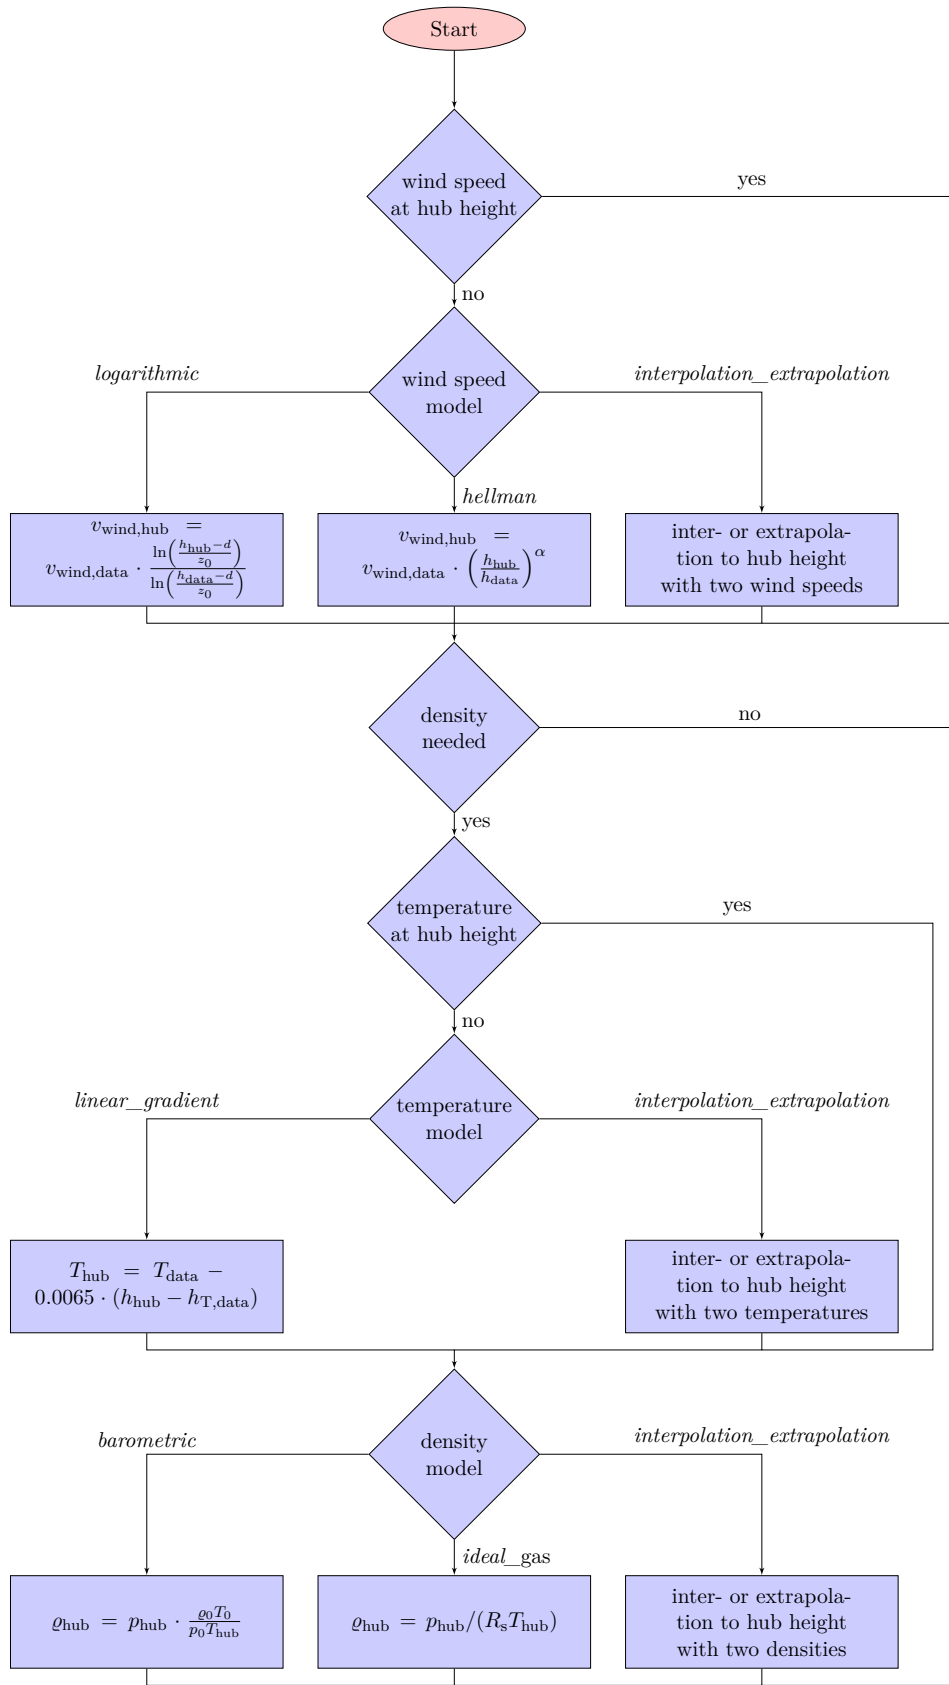 Start
wind speed
at hub height
yes
no
logarithmic
wind speed
model
interpolation_extrapolation
hellman
v_wind,hub =
v_wind,data · ln((h_hub−d)/z_0) / ln((h_data−d)/z_0)
v_wind,hub =
v_wind,data · (h_hub/h_data)^α
inter- or extrapola-
tion to hub height
with two wind speeds
density
needed
no
yes
temperature
at hub height
yes
no
linear_gradient
temperature
model
interpolation_extrapolation
T_hub = T_data −
0.0065 · (h_hub − h_T,data)
inter- or extrapola-
tion to hub height
with two temperatures
barometric
density
model
interpolation_extrapolation
ideal_gas
ϱ_hub = p_hub · ϱ_0T_0/p_0T_hub
ϱ_hub = p_hub/(R_sT_hub)
inter- or extrapola-
tion to hub height
with two densities